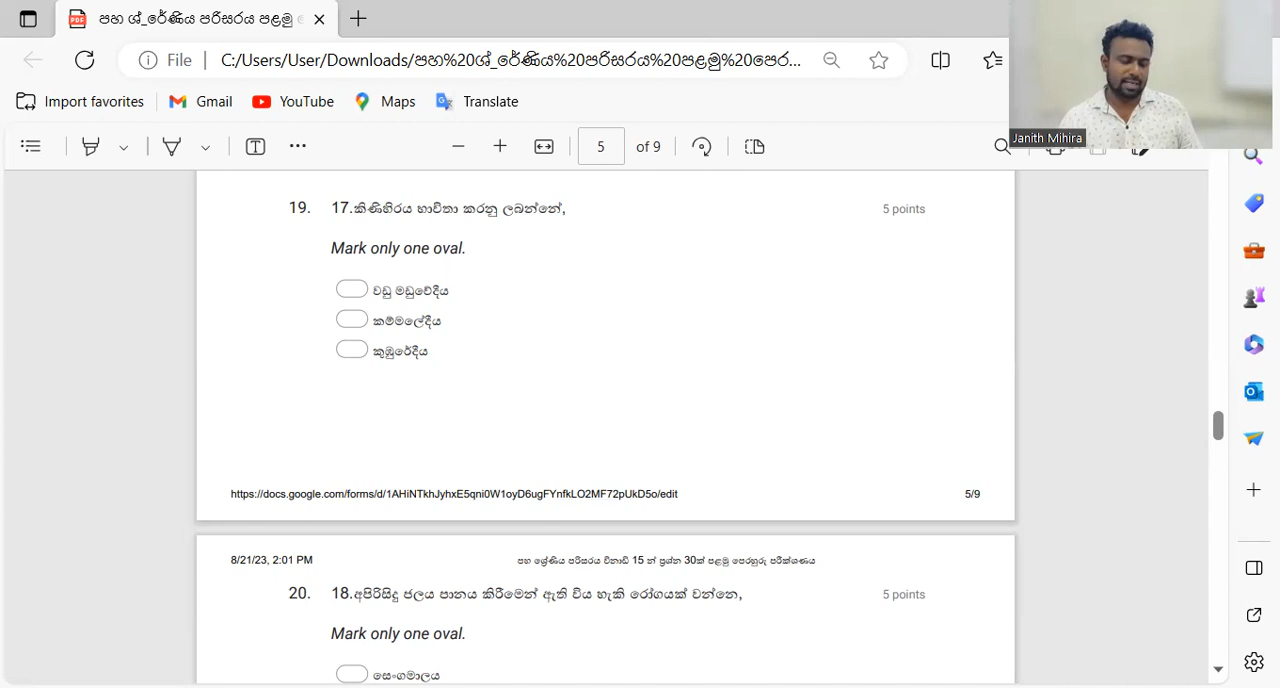 පහ ශ්_රේණිය පරිසරය පළමු
File
C:/Users/User/Downloads/පහ%20ශ්_රේණිය%20පරිසරය%20පළමු%20පෙර...
Import favorites
Gmail
YouTube
Maps
Translate
5 of 9
Janith Mihira
19. 17.කිණිහිරය භාවිතා කරනු ලබන්නේ, 5 points
Mark only one oval.
වඩු මඩුවේදීය
කම්මලේදීය
කුඹුරේදීය
https://docs.google.com/forms/d/1AHiNTkhJyhxE5qni0W1oyD6ugFYnfkLO2MF72pUkD5o/edit 5/9
8/21/23, 2:01 PM පහ ශ්‍රේණිය පරිසරය විනාඩි 15 න් ප්‍රශ්න 30ක් පළමු පෙරහුරු පරීක්ශණය
20. 18.අපිරිසිදු ජලය පානය කිරීමෙන් ඇති විය හැකි රෝගයක් වන්නෙ, 5 points
Mark only one oval.
සෙංගමාලය